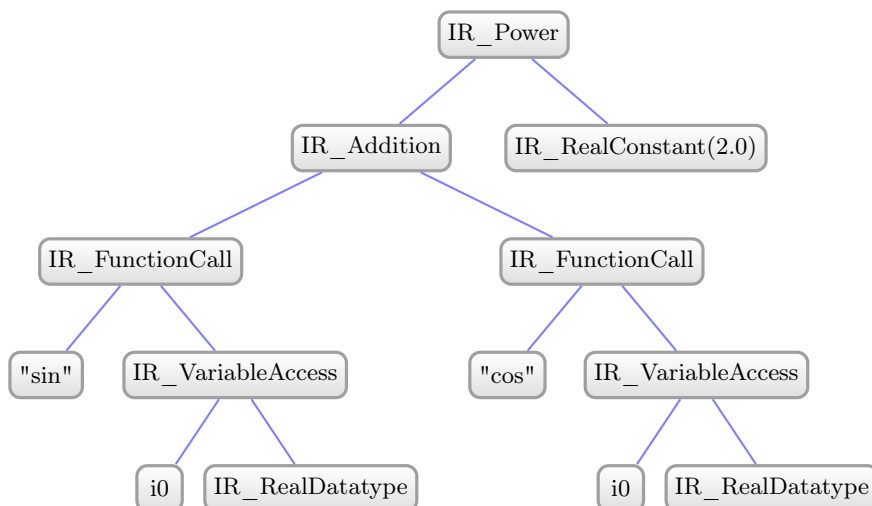 IR_Power
IR_Addition
IR_RealConstant(2.0)
IR_FunctionCall
IR_FunctionCall
"sin"
IR_VariableAccess
"cos"
IR_VariableAccess
i0
IR_RealDatatype
i0
IR_RealDatatype